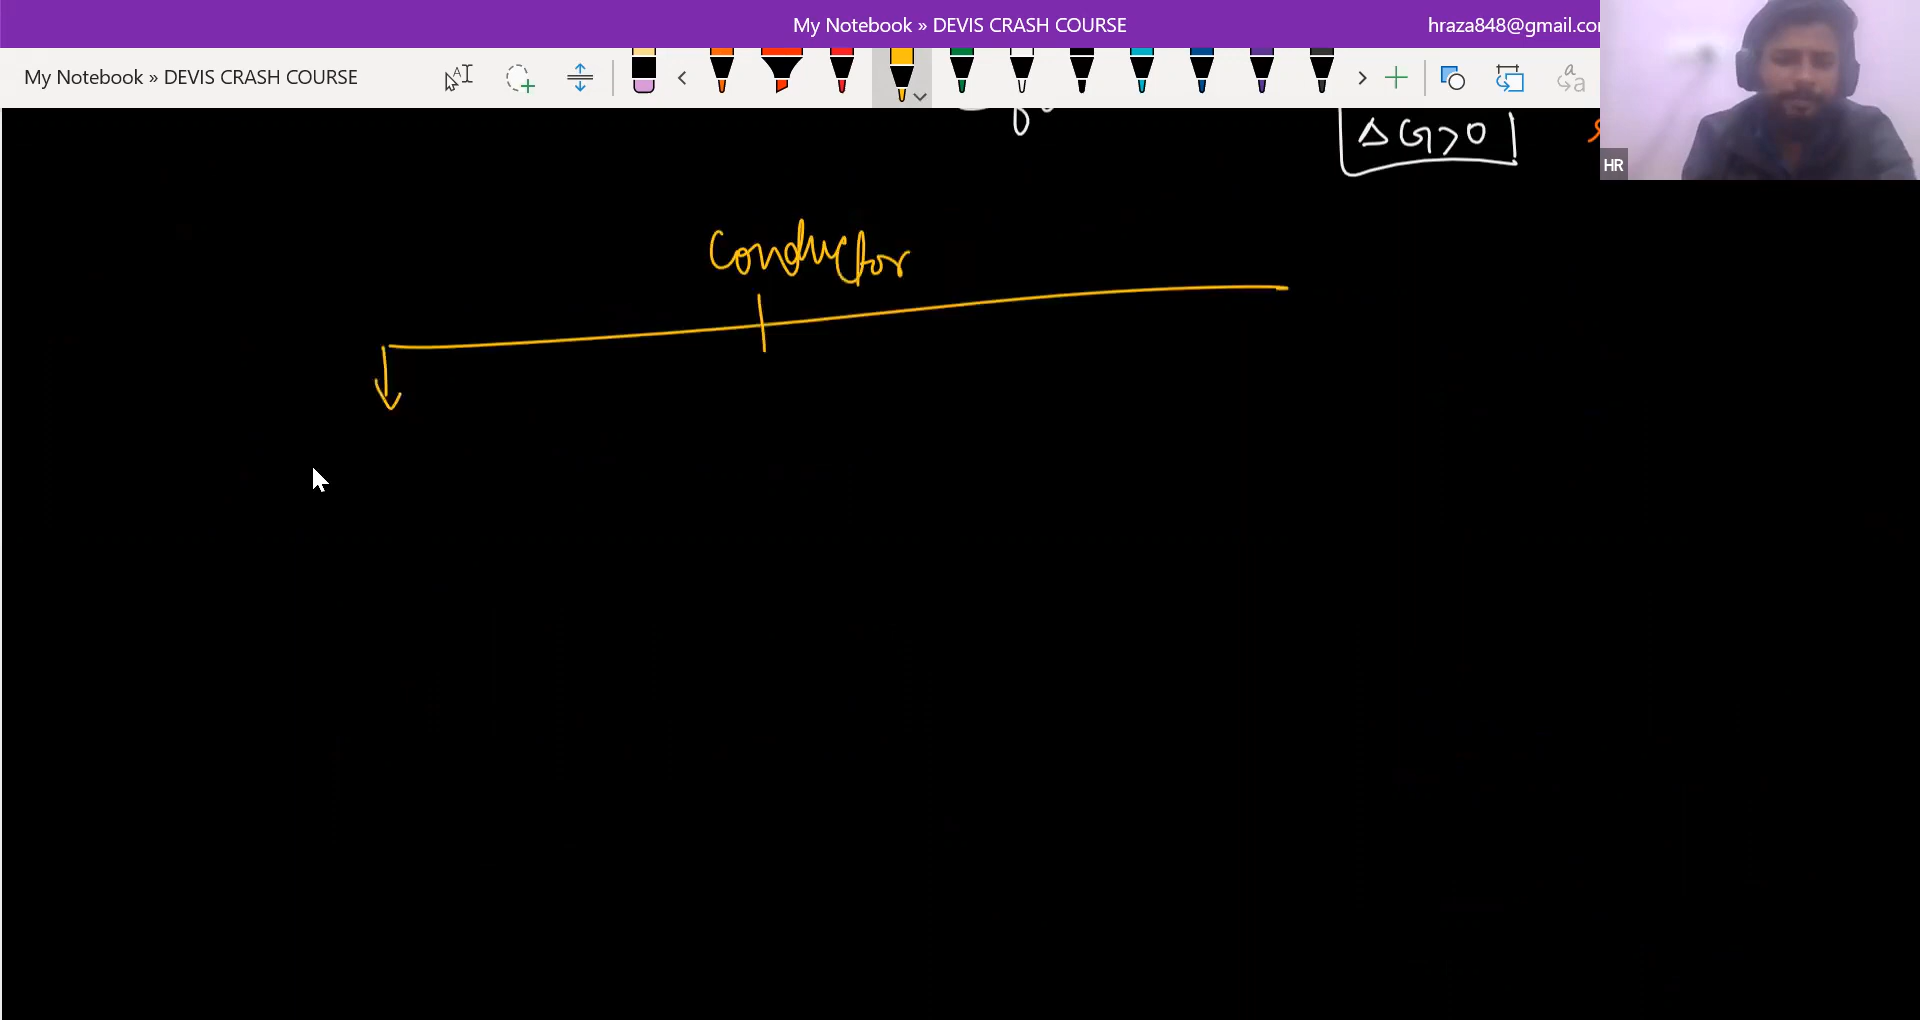 My Notebook » DEVIS CRASH COURSE
hraza848@gmail.co
My Notebook » DEVIS CRASH COURSE
HR
ΔG>0
Conductor